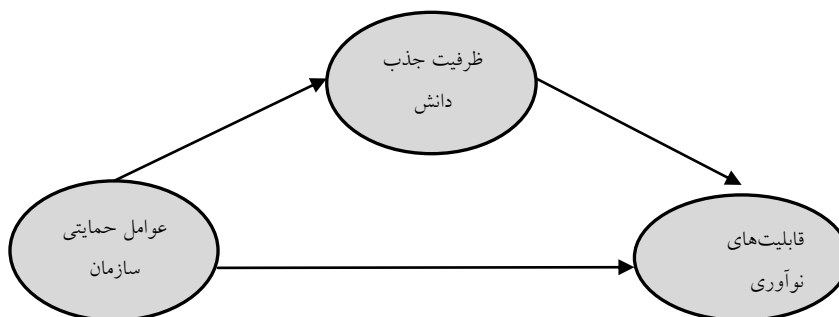 ظرفیت جذب
دانش
عوامل حمایتی
سازمان
قابلیت‌های
نوآوری